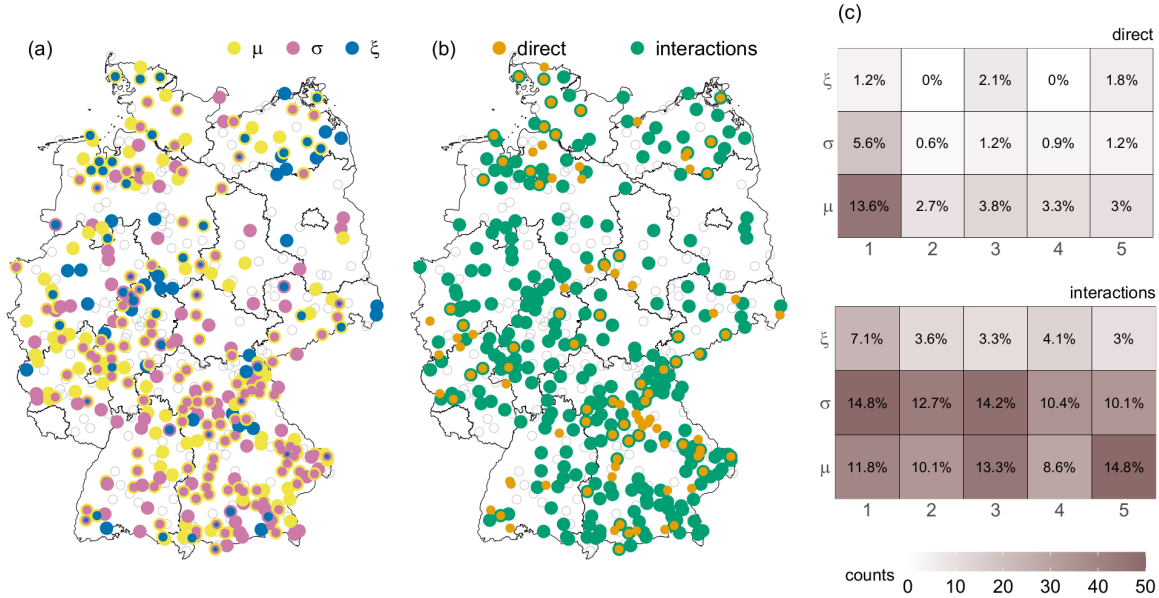 (a) μ σ ξ
(b) direct interactions
(c)
direct
ξ 1.2% 0% 2.1% 0% 1.8%
σ 5.6% 0.6% 1.2% 0.9% 1.2%
μ 13.6% 2.7% 3.8% 3.3% 3%
1 2 3 4 5
interactions
ξ 7.1% 3.6% 3.3% 4.1% 3%
σ 14.8% 12.7% 14.2% 10.4% 10.1%
μ 11.8% 10.1% 13.3% 8.6% 14.8%
1 2 3 4 5
counts 0 10 20 30 40 50